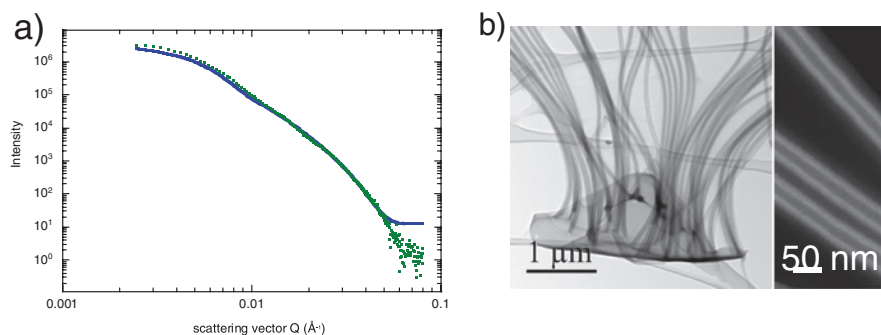 a)
10⁶
10⁵
10⁴
10³
10²
10¹
10⁰
Intensity
0.001
0.01
0.1
scattering vector Q (Å⁻¹)
b)
1 μm
50 nm